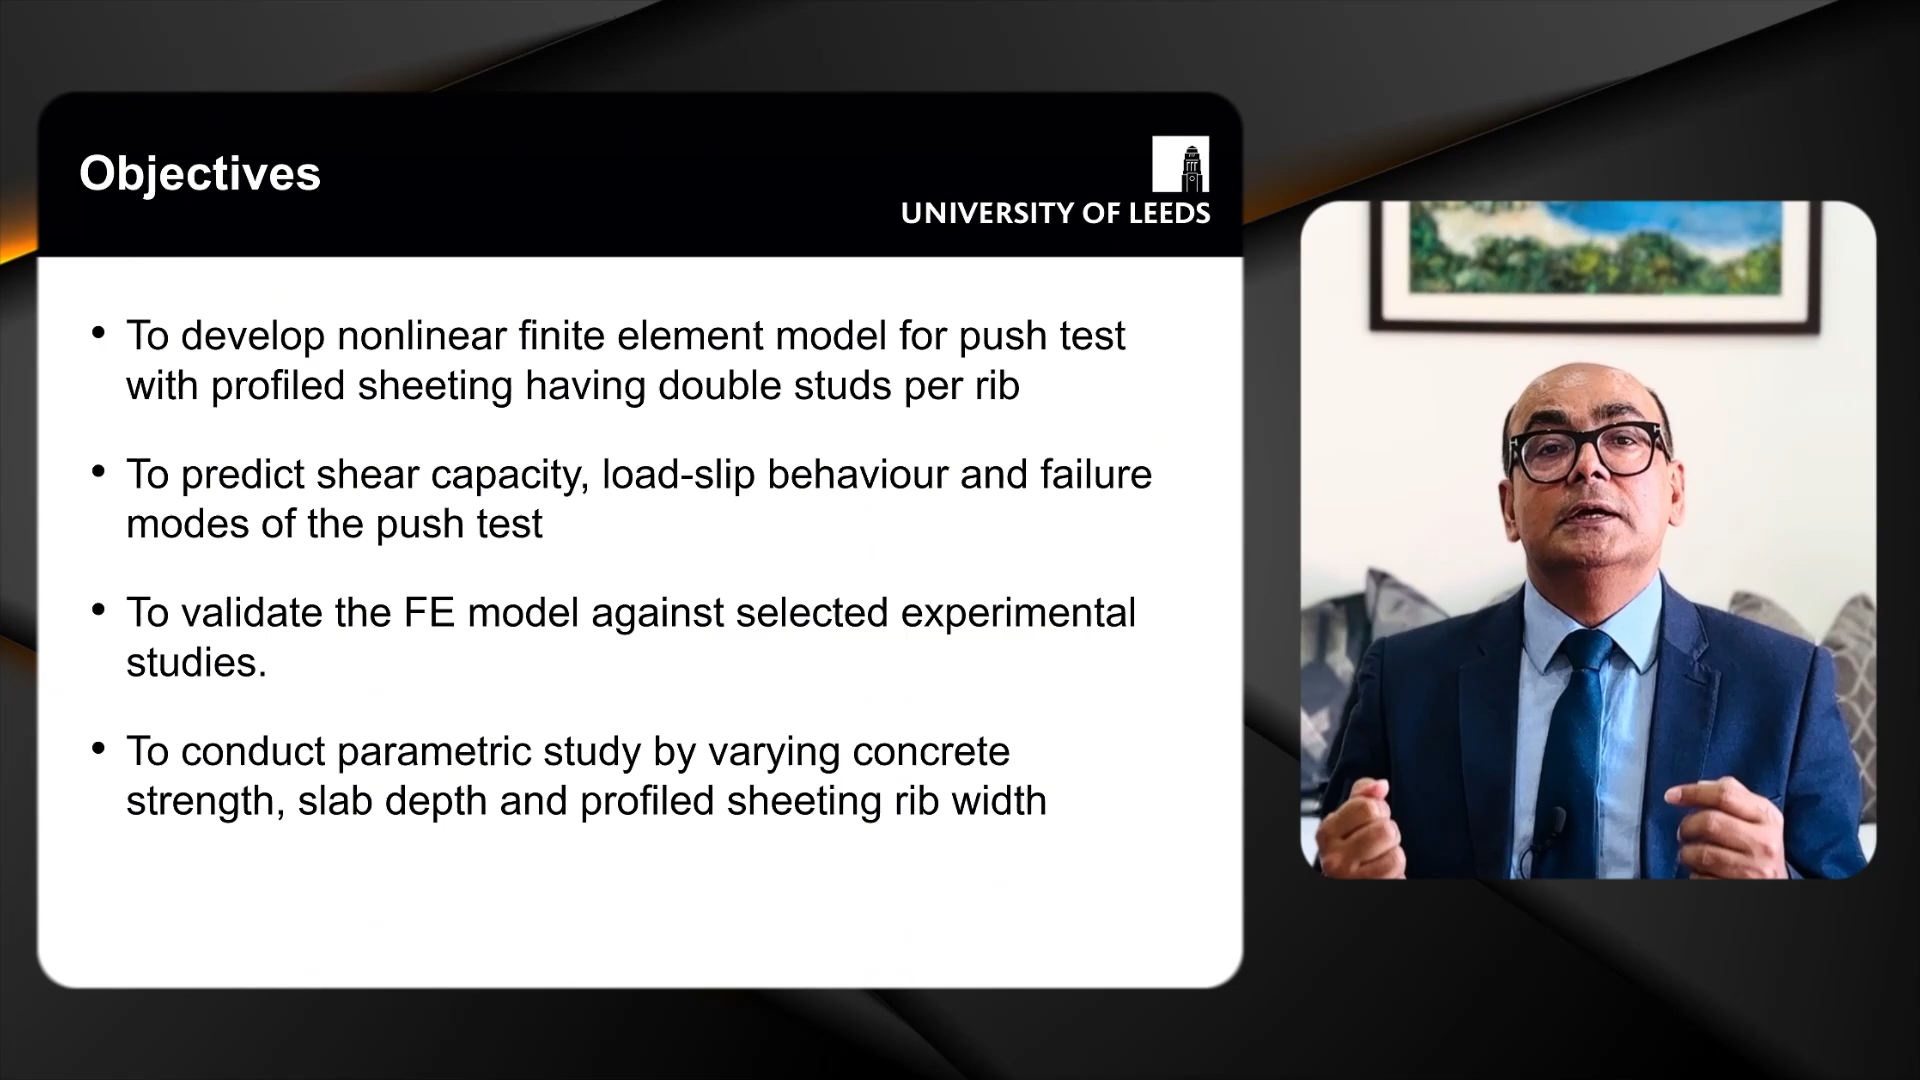 Objectives
UNIVERSITY OF LEEDS
• To develop nonlinear finite element model for push test
with profiled sheeting having double studs per rib
• To predict shear capacity, load-slip behaviour and failure
modes of the push test
• To validate the FE model against selected experimental
studies.
• To conduct parametric study by varying concrete
strength, slab depth and profiled sheeting rib width